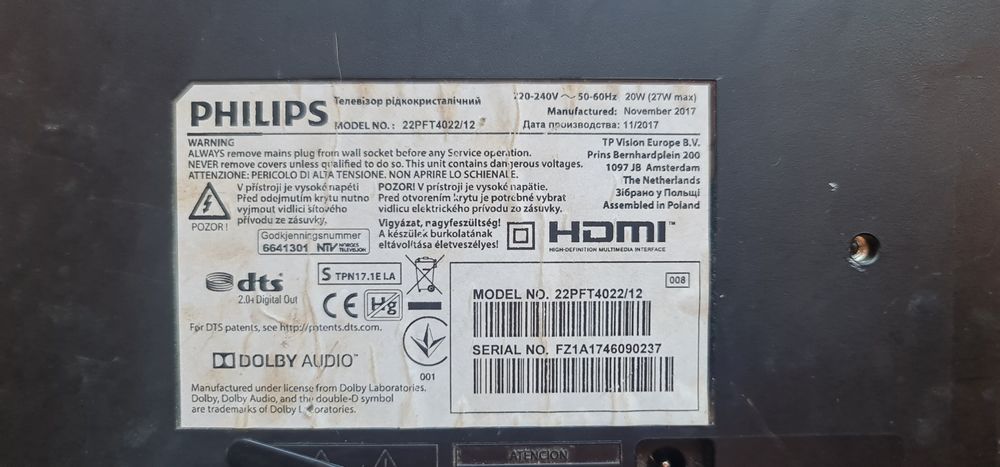 PHILIPS
Телевізор рідкокристалічний
MODEL NO.: 22PFT4022/12
220-240V ～ 50-60Hz 20W (27W max)
Manufactured: November 2017
Дата производства: 11/2017
WARNING
ALWAYS remove mains plug from wall socket before any Service operation.
NEVER remove covers unless qualified to do so. This unit contains dangerous voltages.
ATTENZIONE: PERICOLO DI ALTA TENSIONE. NON APRIRE LO SCHIENALE.
TP Vision Europe B.V.
Prins Bernhardplein 200
1097 JB Amsterdam
The Netherlands
Зібрано у Польщі
Assembled in Poland
POZOR!
V přístroji je vysoké napětí
Před odejmutím krytu nutno
vyjmout vidlici síťového
přívodu ze zásuvky.
POZOR! V prístroji je vysoké napätie.
Pred otvorením krytu je potrebné vybrat
vidlicu elektrického prívodu zo zásuvky.
Vigyázat, nagyfeszültség!
A készülék burkolatának
eltávolítása életveszélyes!
Godkjenningsnummer
6641301 NTV NORGES TELEVISJON
HDMI™
HIGH-DEFINITION MULTIMEDIA INTERFACE
dts
2.0+ Digital Out
S TPN17.1E LA
CE
Hg
For DTS patents, see http://patents.dts.com.
DOLBY AUDIO™
001
Manufactured under license from Dolby Laboratories.
Dolby, Dolby Audio, and the double-D symbol
are trademarks of Dolby Laboratories.
008
MODEL NO. 22PFT4022/12
SERIAL NO. FZ1A1746090237
ATENCION